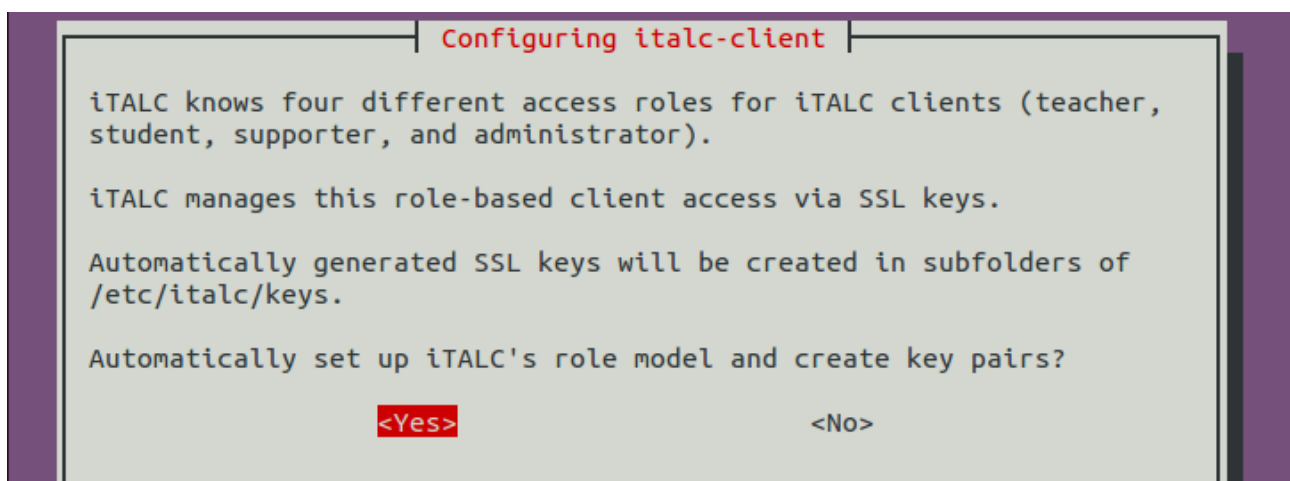 Configuring italc-client
iTALC knows four different access roles for iTALC clients (teacher,
student, supporter, and administrator).
iTALC manages this role-based client access via SSL keys.
Automatically generated SSL keys will be created in subfolders of
/etc/italc/keys.
Automatically set up iTALC's role model and create key pairs?
<Yes> <No>